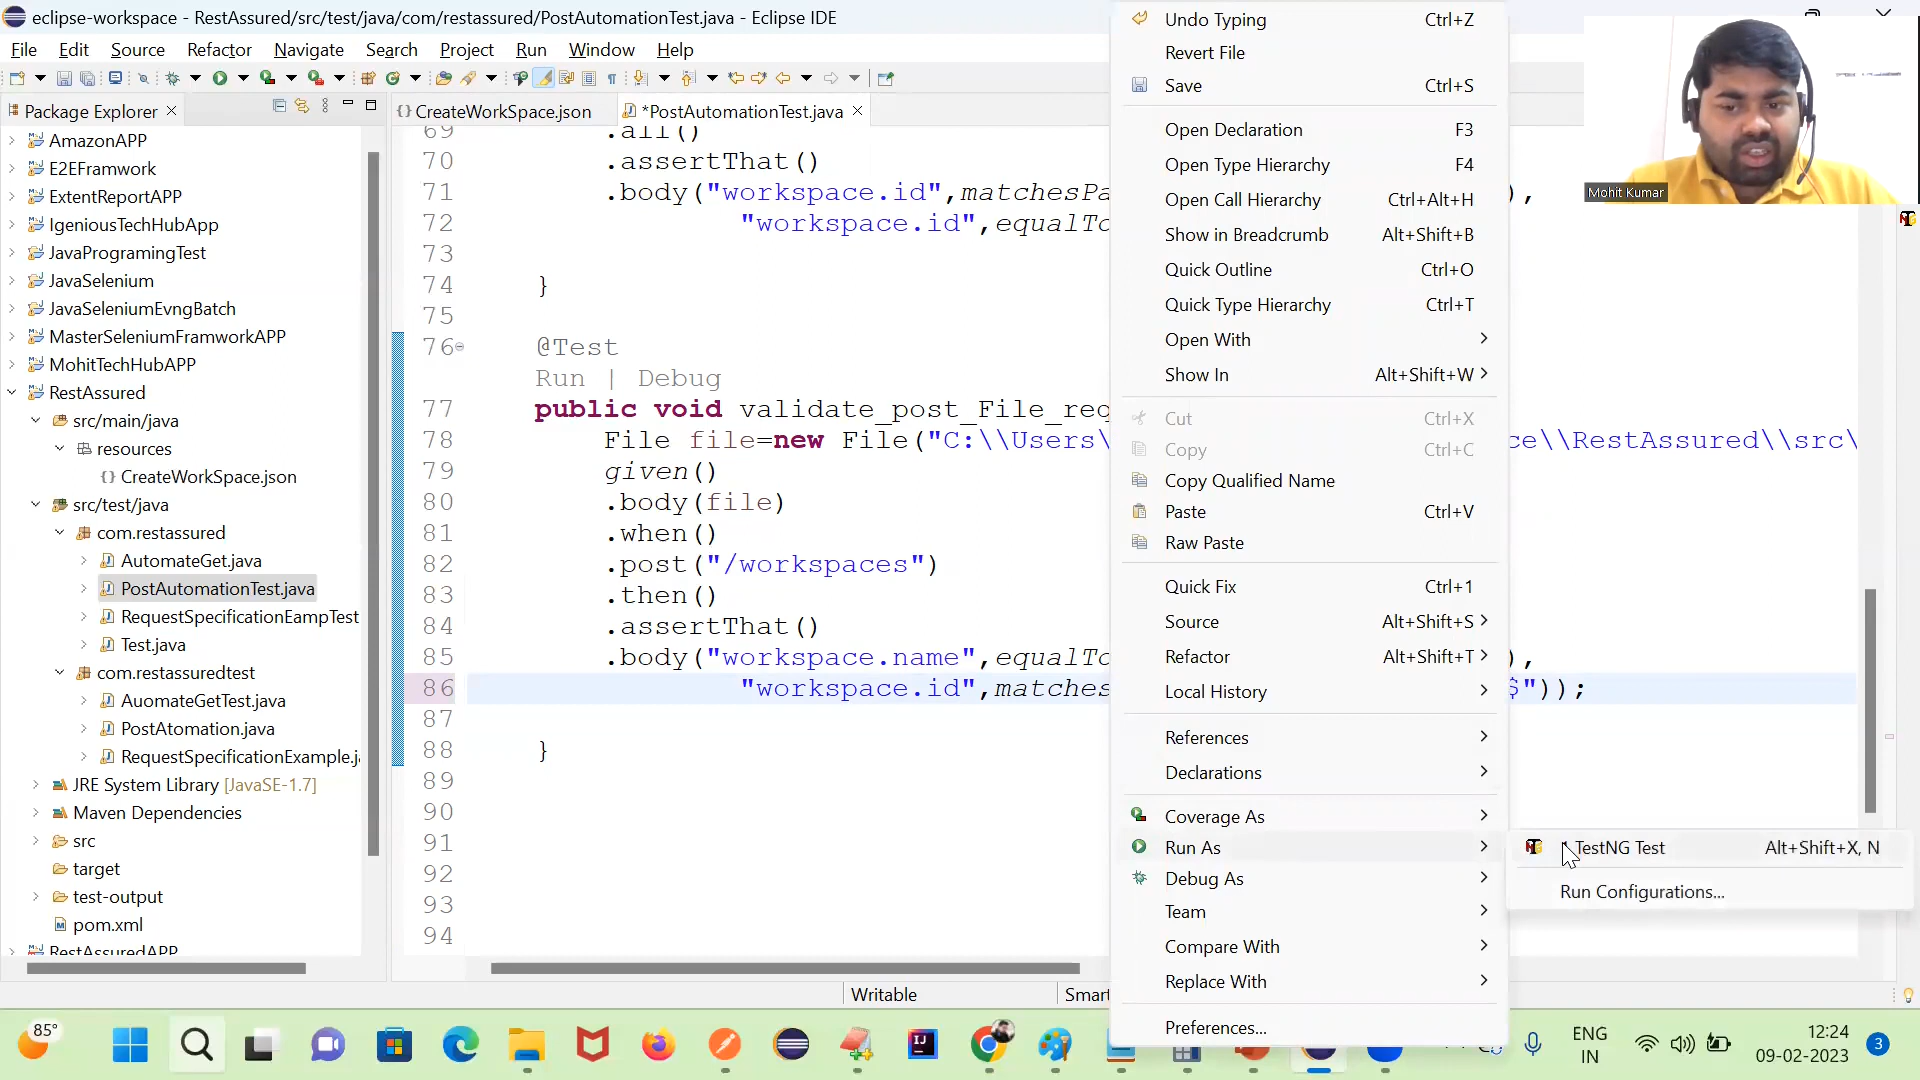 eclipse-workspace - RestAssured/src/test/java/com/restassured/PostAutomationTest.java - Eclipse IDE
File Edit Source Refactor Navigate Search Project Run Window Help
Package Explorer
AmazonAPP
E2EFramwork
ExtentReportAPP
IgeniousTechHubApp
JavaProgramingTest
JavaSelenium
JavaSeleniumEvngBatch
MasterSeleniumFramworkAPP
MohitTechHubAPP
RestAssured
src/main/java
resources
CreateWorkSpace.json
src/test/java
com.restassured
AutomateGet.java
PostAutomationTest.java
RequestSpecificationEampTest
Test.java
com.restassuredtest
AuomateGetTest.java
PostAtomation.java
RequestSpecificationExample.j
JRE System Library [JavaSE-1.7]
Maven Dependencies
src
target
test-output
pom.xml
RestAssuredAPP
CreateWorkSpace.json *PostAutomationTest.java
69 .all()
70 .assertThat()
71 .body("workspace.id",matchesPa ),
72 "workspace.id",equalTo
73
74 }
75
76 @Test
Run | Debug
77 public void validate_post_File_req
78 File file=new File("C:\\Users\ ce\\RestAssured\\src\
79 given()
80 .body(file)
81 .when()
82 .post("/workspaces")
83 .then()
84 .assertThat()
85 .body("workspace.name",equalTo ),
86 "workspace.id",matches $"));
87
88 }
89
90
91
92
93
94
Writable Smart
Undo Typing Ctrl+Z
Revert File
Save Ctrl+S
Open Declaration F3
Open Type Hierarchy F4
Open Call Hierarchy Ctrl+Alt+H
Show in Breadcrumb Alt+Shift+B
Quick Outline Ctrl+O
Quick Type Hierarchy Ctrl+T
Open With
Show In Alt+Shift+W
Cut Ctrl+X
Copy Ctrl+C
Copy Qualified Name
Paste Ctrl+V
Raw Paste
Quick Fix Ctrl+1
Source Alt+Shift+S
Refactor Alt+Shift+T
Local History
References
Declarations
Coverage As
Run As
Debug As
Team
Compare With
Replace With
Preferences...
TestNG Test Alt+Shift+X, N
Run Configurations...
Mohit Kumar
85°
ENG
IN
12:24
09-02-2023
3